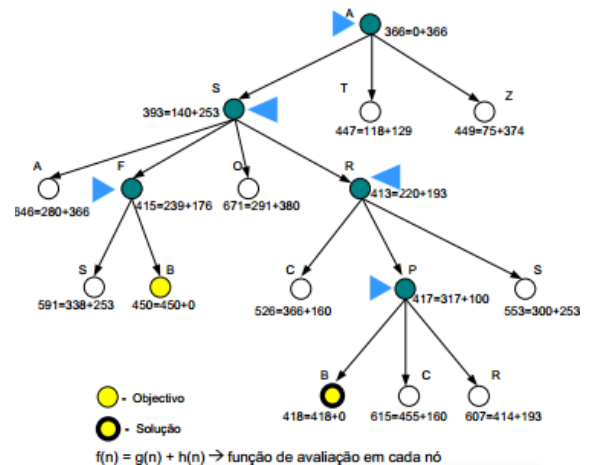 A
366=0+366
S
T
Z
393=140+253
447=118+129
449=75+374
A
F
O
R
646=280+366
415=239+176
671=291+380
413=220+193
S
B
C
P
S
591=338+253
450=450+0
526=366+160
417=317+100
553=300+253
B
C
R
418=418+0
615=455+160
607=414+193
- Objectivo
- Solução
f(n) = g(n) + h(n) → função de avaliação em cada nó